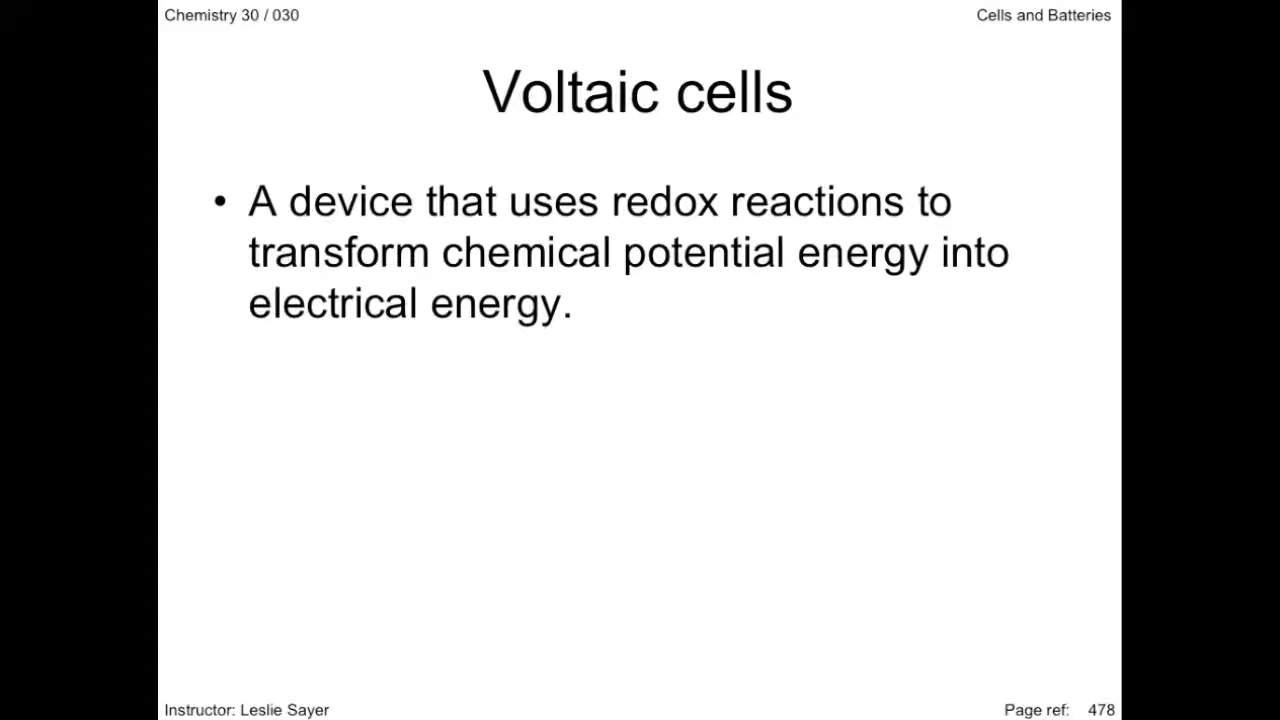 Chemistry 30 / 030
Cells and Batteries
Voltaic cells
• A device that uses redox reactions to
transform chemical potential energy into
electrical energy.
Instructor: Leslie Sayer
Page ref: 478